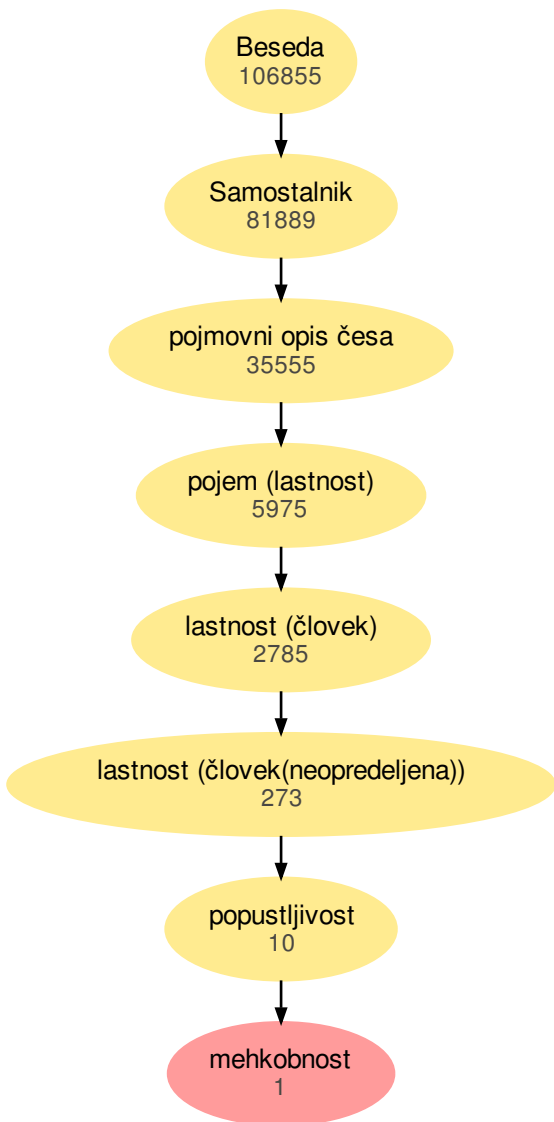 Beseda
106855
Samostalnik
81889
pojmovni opis česa
35555
pojem (lastnost)
5975
lastnost (človek)
2785
lastnost (človek(neopredeljena))
273
popustljivost
10
mehkobnost
1